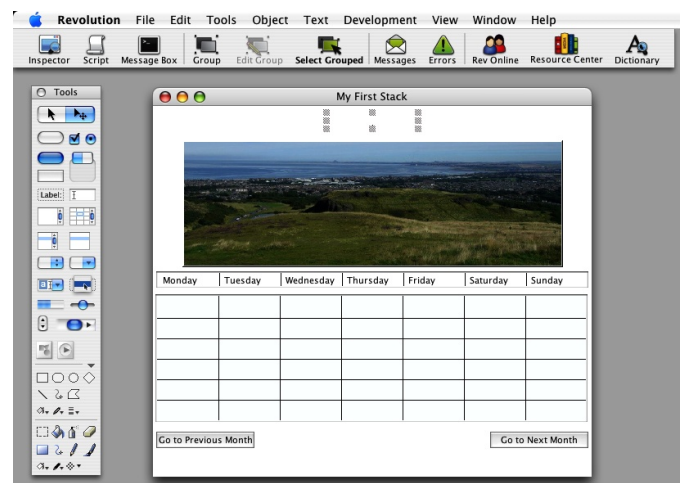 Revolution File Edit Tools Object Text Development View Window Help
Inspector Script Message Box Group Edit Group Select Grouped Messages Errors Rev Online Resource Center Dictionary
Tools
My First Stack
Label:
Monday Tuesday Wednesday Thursday Friday Saturday Sunday
Go to Previous Month Go to Next Month